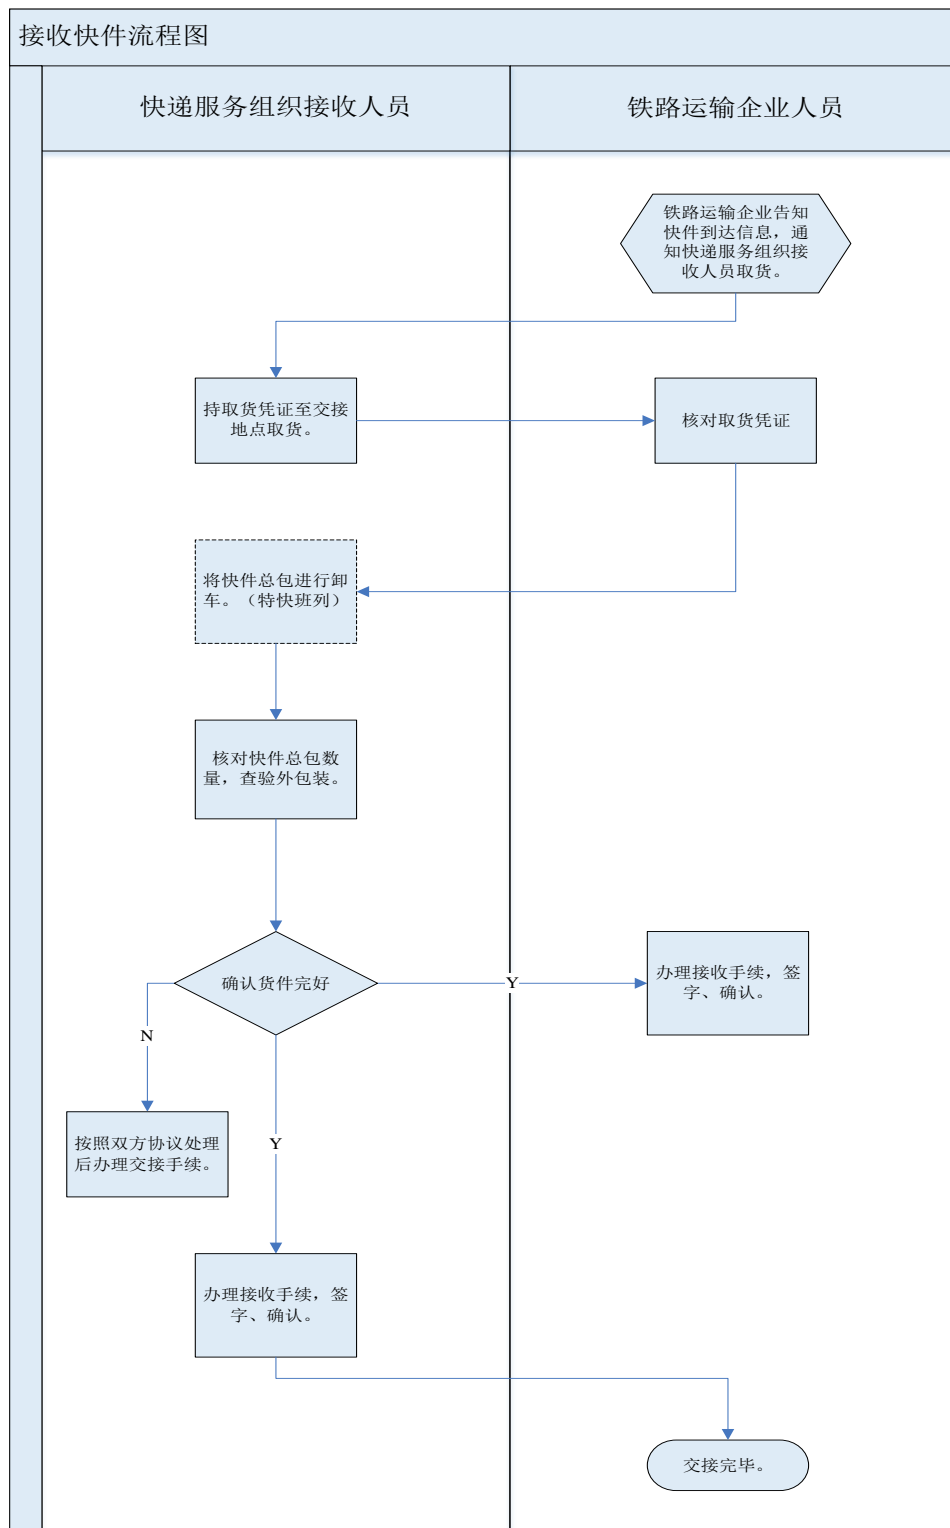 接收快件流程图
快递服务组织接收人员
铁路运输企业人员
铁路运输企业告知
快件到达信息，通
知快递服务组织接
收人员取货。
持取货凭证至交接
地点取货。
核对取货凭证
将快件总包进行卸
车。（特快班列）
核对快件总包数
量，查验外包装。
确认货件完好
Y
办理接收手续，签
字、确认。
N
按照双方协议处理
后办理交接手续。
Y
办理接收手续，签
字、确认。
交接完毕。